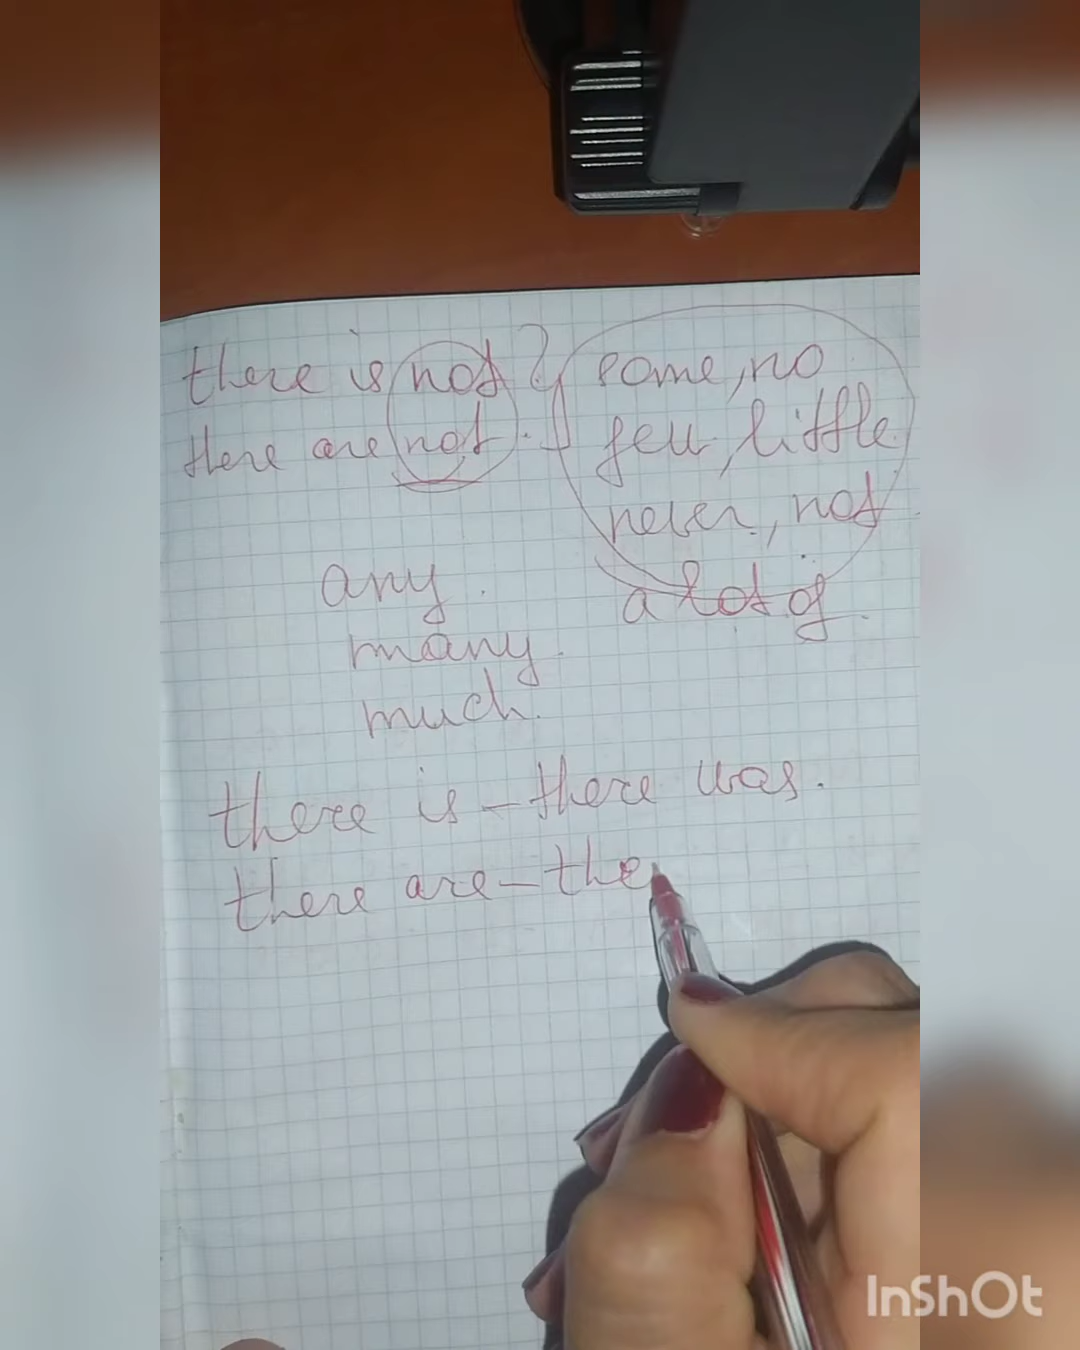 there is not ? some, no
there are not. few, little
never, not
any. a lot of.
many.
much.
there is – there was.
there are – the
InShOt